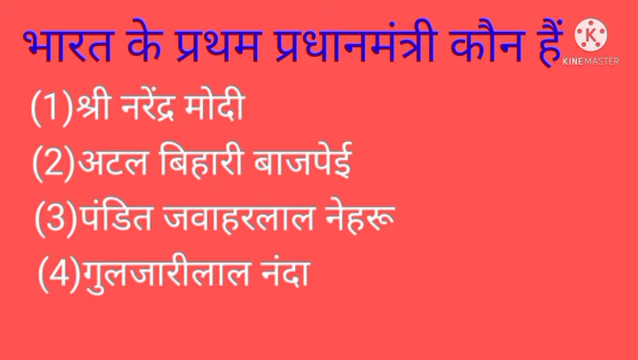 भारत के प्रथम प्रधानमंत्री कौन हैं
K
KINEMASTER
(1)श्री नरेंद्र मोदी
(2)अटल बिहारी बाजपेई
(3)पंडित जवाहरलाल नेहरू
(4)गुलजारीलाल नंदा